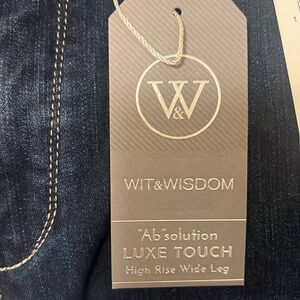 W&W
WIT&WISDOM
"Ab"solution
LUXE TOUCH
High Rise Wide Leg